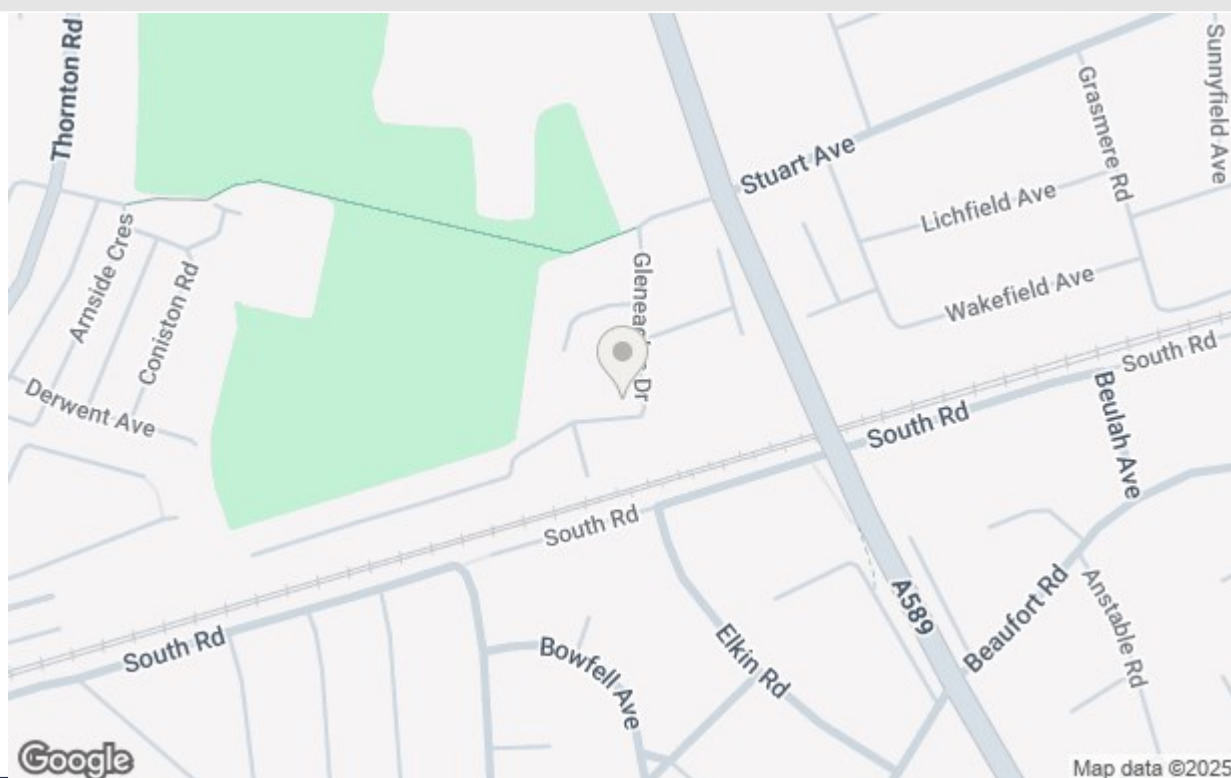 Thornton Rd
Sunnyfield Ave
Grasmere Rd
Stuart Ave
Lichfield Ave
Wakefield Ave
Arnside Cres
Coniston Rd
Derwent Ave
Dr
South Rd
South Rd
Beulah Ave
South Rd
South Rd
A589
Beaufort Rd
Anstable Rd
Elkin Rd
Bowfell Ave
Google
Map data ©2025